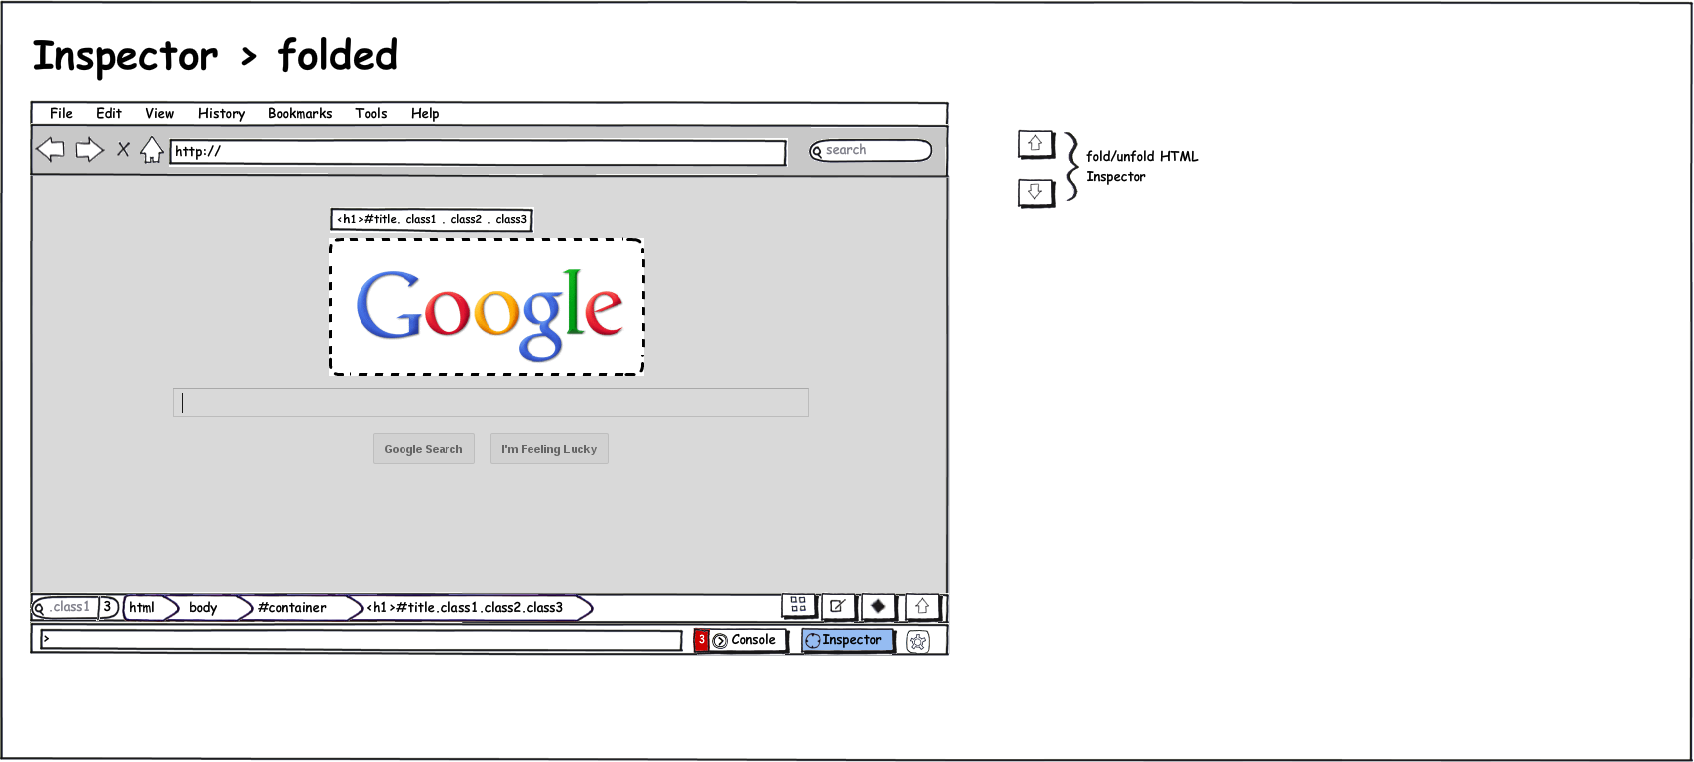 Inspector > folded
File Edit View History Bookmarks Tools Help
http://
search
fold/unfold HTML
Inspector
<h1>#title. class1 . class2 . class3
Google
Google Search I'm Feeling Lucky
.class1 3 html body #container <h1>#title.class1.class2.class3
> 3 Console Inspector